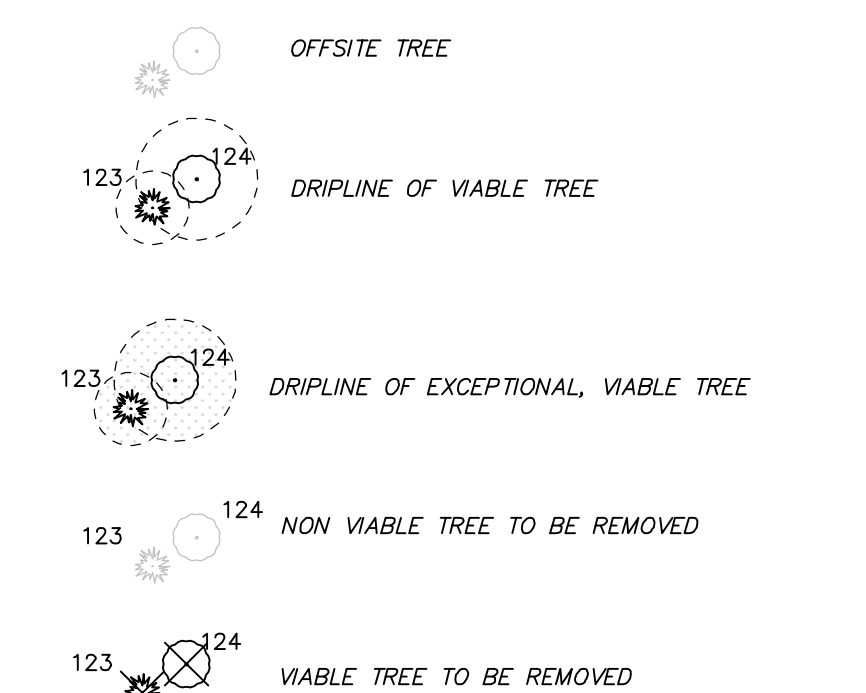 OFFSITE TREE
124
123
DRIPLINE OF VIABLE TREE
124
123
DRIPLINE OF EXCEPTIONAL, VIABLE TREE
124
123
NON VIABLE TREE TO BE REMOVED
124
123
VIABLE TREE TO BE REMOVED